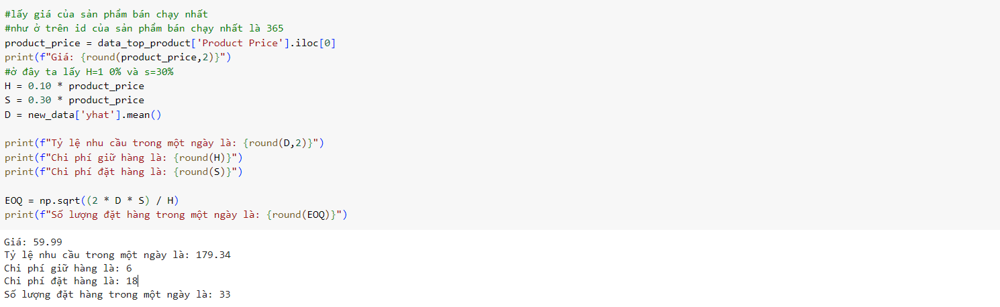 #lấy giá của sản phẩm bán chạy nhất
#như ở trên id của sản phẩm bán chạy nhất là 365
product_price = data_top_product['Product Price'].iloc[0]
print(f"Giá: {round(product_price,2)}")
#ở đây ta lấy H=1 0% và s=30%
H = 0.10 * product_price
S = 0.30 * product_price
D = new_data['yhat'].mean()
print(f"Tỷ lệ nhu cầu trong một ngày là: {round(D,2)}")
print(f"Chi phí giữ hàng là: {round(H)}")
print(f"Chi phí đặt hàng là: {round(S)}")
EOQ = np.sqrt((2 * D * S) / H)
print(f"Số lượng đặt hàng trong một ngày là: {round(EOQ)}")
Giá: 59.99
Tỷ lệ nhu cầu trong một ngày là: 179.34
Chi phí giữ hàng là: 6
Chi phí đặt hàng là: 18
Số lượng đặt hàng trong một ngày là: 33